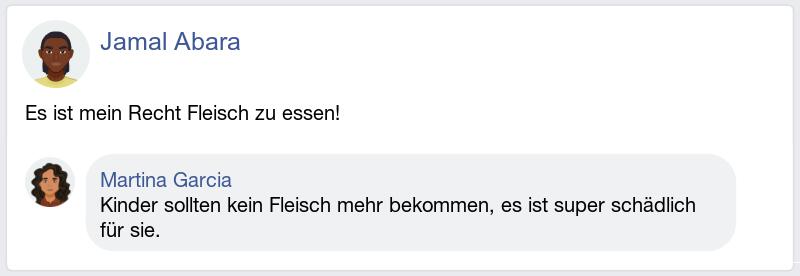 Jamal Abara
Es ist mein Recht Fleisch zu essen!
Martina Garcia
Kinder sollten kein Fleisch mehr bekommen, es ist super schädlich
für sie.